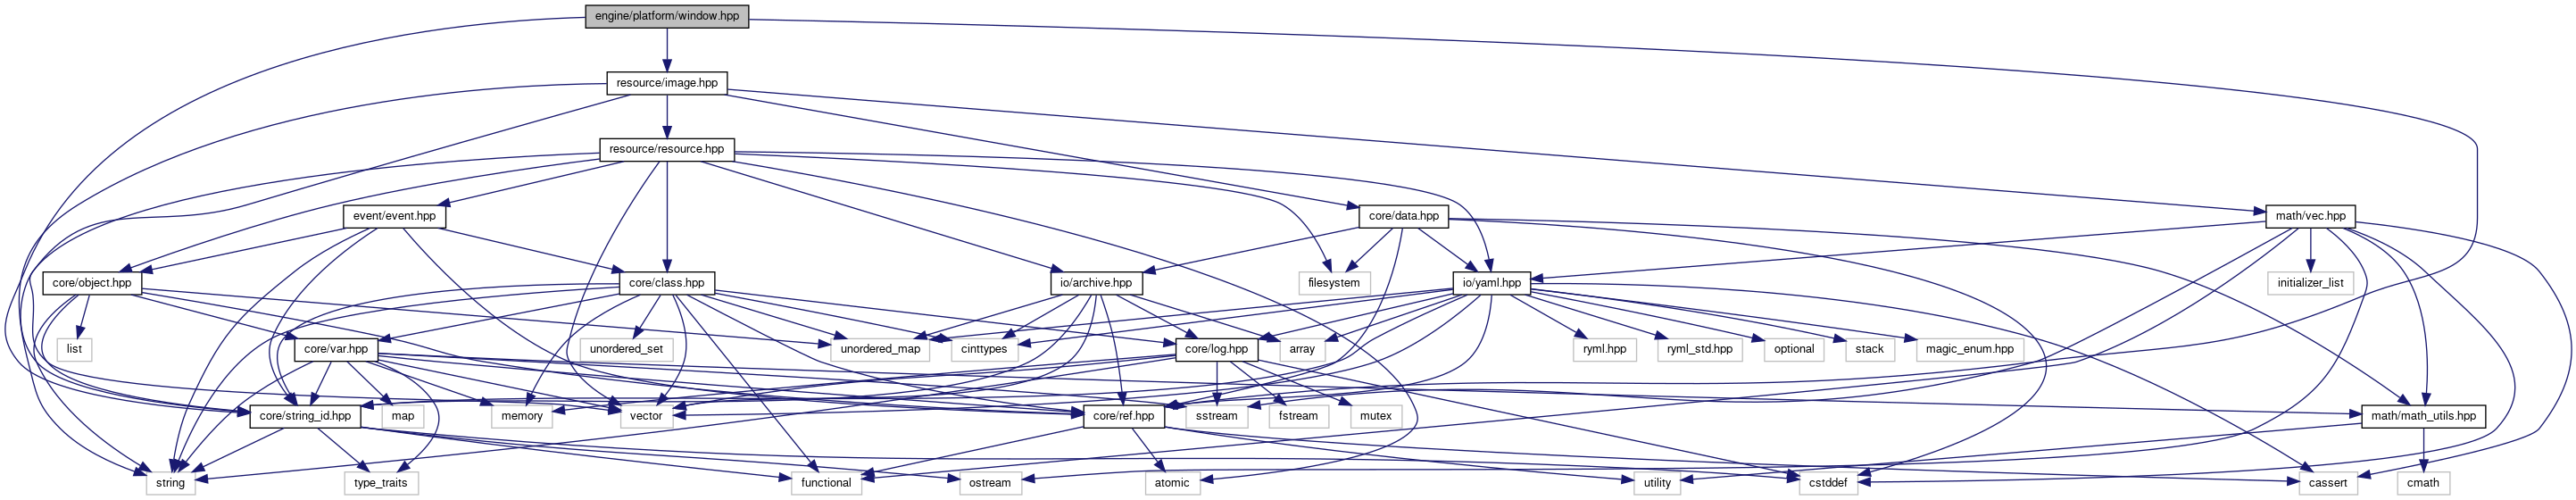 engine/platform/window.hpp
resource/image.hpp
resource/resource.hpp
event/event.hpp
core/data.hpp
math/vec.hpp
core/object.hpp
core/class.hpp
io/archive.hpp
filesystem
io/yaml.hpp
initializer_list
list
core/var.hpp
unordered_set
unordered_map
cinttypes
core/log.hpp
array
ryml.hpp
ryml_std.hpp
optional
stack
magic_enum.hpp
core/string_id.hpp
map
memory
vector
core/ref.hpp
sstream
fstream
mutex
math/math_utils.hpp
string
type_traits
functional
ostream
atomic
utility
cstddef
cassert
cmath